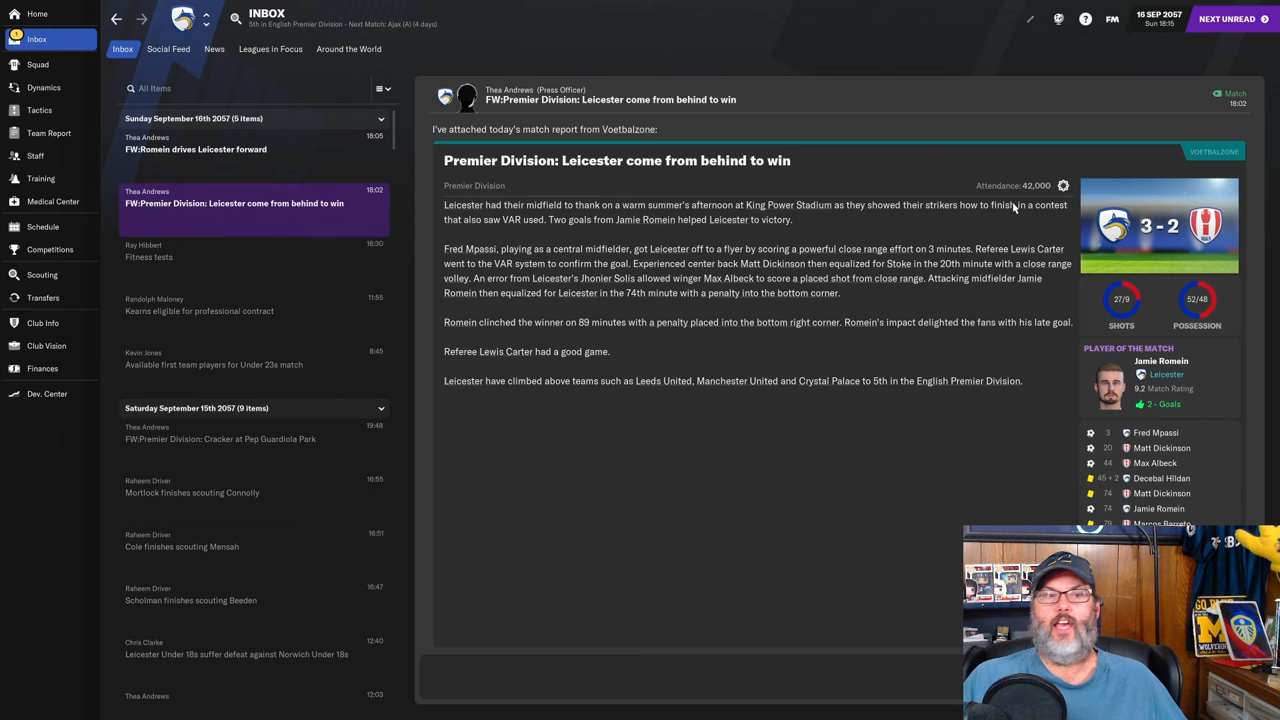 Home
1
Inbox
Squad
Dynamics
Tactics
Team Report
Staff
Training
Medical Center
Schedule
Competitions
Scouting
Transfers
Club Info
Club Vision
Finances
Dev. Center
INBOX
5th in English Premier Division - Next Match: Ajax (A) (4 days)
FM
16 SEP 2057
Sun 18:15
NEXT UNREAD
Inbox
Social Feed
News
Leagues in Focus
Around the World
All Items
Sunday September 16th 2057 (5 items)
Thea Andrews 18:05
FW:Romein drives Leicester forward
Thea Andrews 18:02
FW:Premier Division: Leicester come from behind to win
Ray Hibbert 16:30
Fitness tests
Randolph Maloney 11:55
Kearns eligible for professional contract
Kevin Jones 8:45
Available first team players for Under 23s match
Saturday September 15th 2057 (9 items)
Thea Andrews 19:48
FW:Premier Division: Cracker at Pep Guardiola Park
Raheem Driver 16:55
Mortlock finishes scouting Connolly
Raheem Driver 16:51
Cole finishes scouting Mensah
Raheem Driver 16:47
Scholman finishes scouting Beeden
Chris Clarke 12:40
Leicester Under 18s suffer defeat against Norwich Under 18s
Thea Andrews 12:03
Thea Andrews (Press Officer)
FW:Premier Division: Leicester come from behind to win
Match
18:02
I've attached today's match report from Voetbalzone:
Premier Division: Leicester come from behind to win
VOETBALZONE
Premier Division
Attendance: 42,000
Leicester had their midfield to thank on a warm summer's afternoon at King Power Stadium as they showed their strikers how to finish in a contest
that also saw VAR used. Two goals from Jamie Romein helped Leicester to victory.
Fred Mpassi, playing as a central midfielder, got Leicester off to a flyer by scoring a powerful close range effort on 3 minutes. Referee Lewis Carter
went to the VAR system to confirm the goal. Experienced center back Matt Dickinson then equalized for Stoke in the 20th minute with a close range
volley. An error from Leicester's Jhonier Solis allowed winger Max Albeck to score a placed shot from close range. Attacking midfielder Jamie
Romein then equalized for Leicester in the 74th minute with a penalty into the bottom corner.
Romein clinched the winner on 89 minutes with a penalty placed into the bottom right corner. Romein's impact delighted the fans with his late goal.
Referee Lewis Carter had a good game.
Leicester have climbed above teams such as Leeds United, Manchester United and Crystal Palace to 5th in the English Premier Division.
3 - 2
27/9
52/48
SHOTS
POSSESSION
PLAYER OF THE MATCH
Jamie Romein
Leicester
9.2 Match Rating
2 - Goals
3 Fred Mpassi
20 Matt Dickinson
44 Max Albeck
45 + 2 Decebal Hildan
74 Matt Dickinson
74 Jamie Romein
79 Marcos Barreto